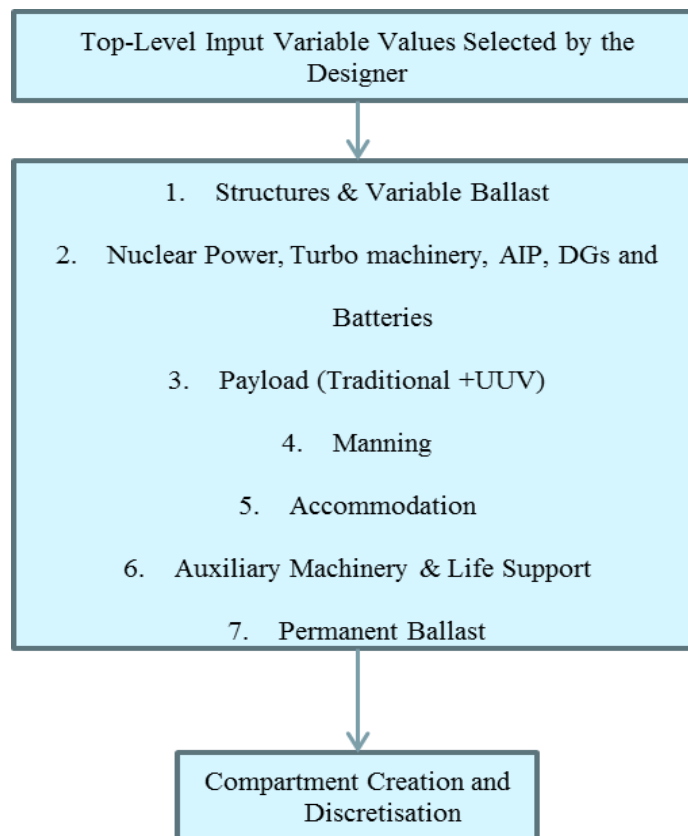 Top-Level Input Variable Values Selected by the
Designer
1. Structures & Variable Ballast
2. Nuclear Power, Turbo machinery, AIP, DGs and
Batteries
3. Payload (Traditional +UUV)
4. Manning
5. Accommodation
6. Auxiliary Machinery & Life Support
7. Permanent Ballast
Compartment Creation and
Discretisation